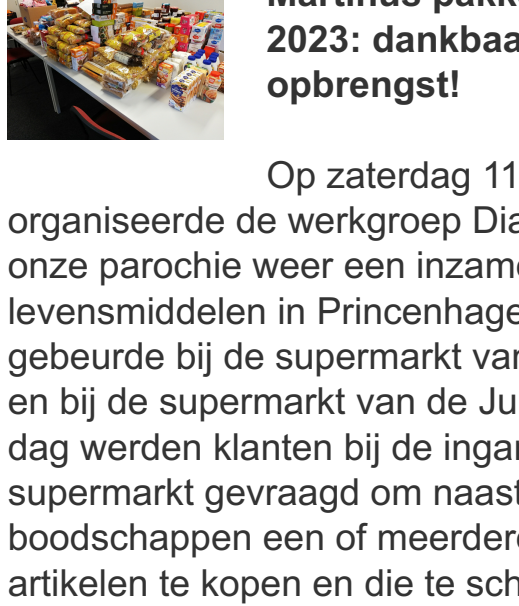 2023:
opbrengst!
Op zaterdag 11
organiseerde de werkgroep
onze parochie weer een
levensmiddelen in Princenhage
gebeurde bij de supermarkt
en bij de supermarkt van de
dag werden klanten bij de
supermarkt gevraagd om naast
boodschappen een of
artikelen te kopen en die te